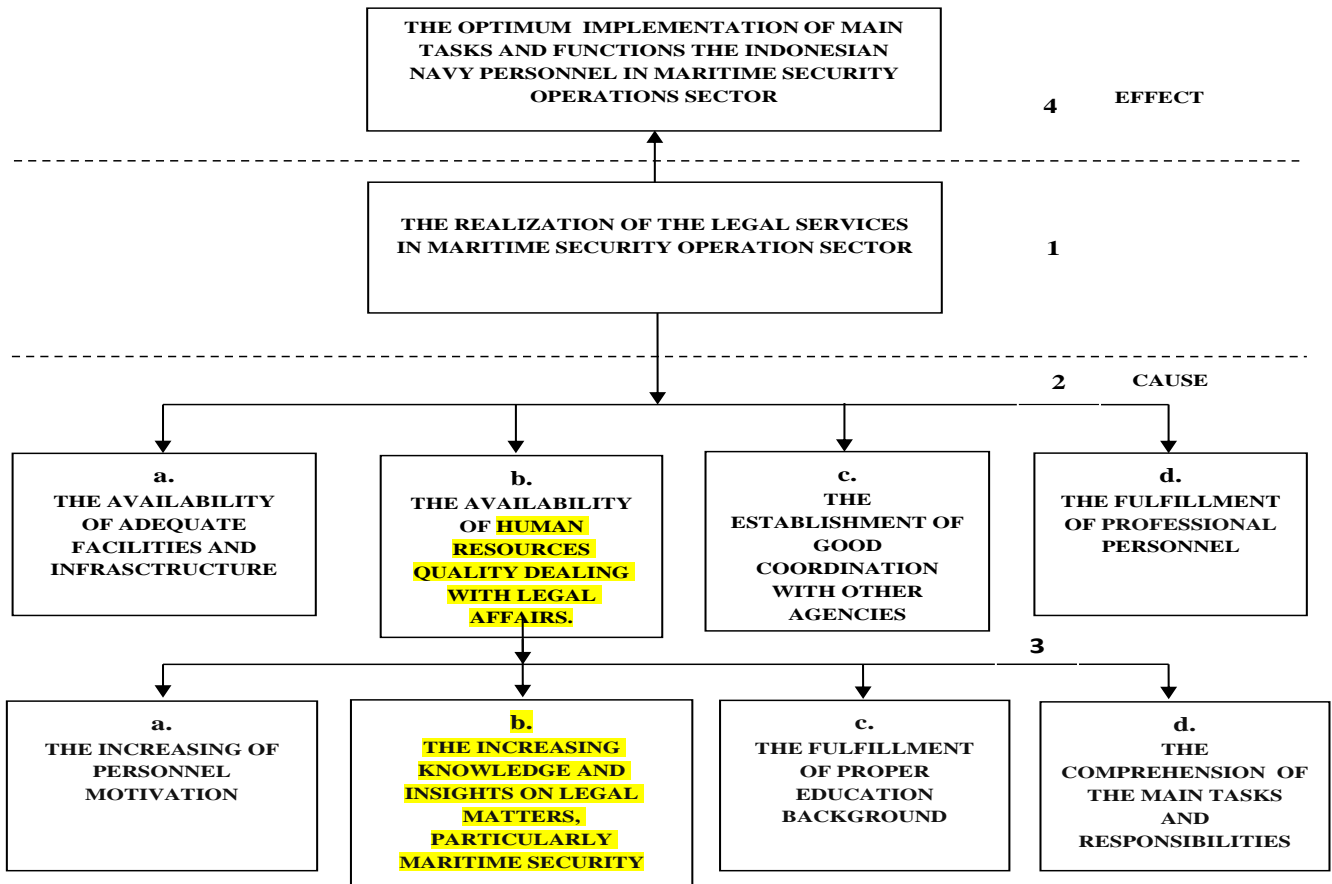 THE OPTIMUM IMPLEMENTATION OF MAIN
TASKS AND FUNCTIONS THE INDONESIAN
NAVY PERSONNEL IN MARITIME SECURITY
OPERATIONS SECTOR
4 EFFECT
THE REALIZATION OF THE LEGAL SERVICES
IN MARITIME SECURITY OPERATION SECTOR
1
2 CAUSE
a.
THE AVAILABILITY
OF ADEQUATE
FACILITIES AND
INFRASCTRUCTURE
b.
THE AVAILABILITY
OF HUMAN
RESOURCES
QUALITY DEALING
WITH LEGAL
AFFAIRS.
c.
THE
ESTABLISHMENT OF
GOOD
COORDINATION
WITH OTHER
AGENCIES
d.
THE FULFILLMENT
OF PROFESSIONAL
PERSONNEL
3
a.
THE INCREASING OF
PERSONNEL
MOTIVATION
b.
THE INCREASING
KNOWLEDGE AND
INSIGHTS ON LEGAL
MATTERS,
PARTICULARLY
MARITIME SECURITY
c.
THE FULFILLMENT
OF PROPER
EDUCATION
BACKGROUND
d.
THE
COMPREHENSION OF
THE MAIN TASKS
AND
RESPONSIBILITIES